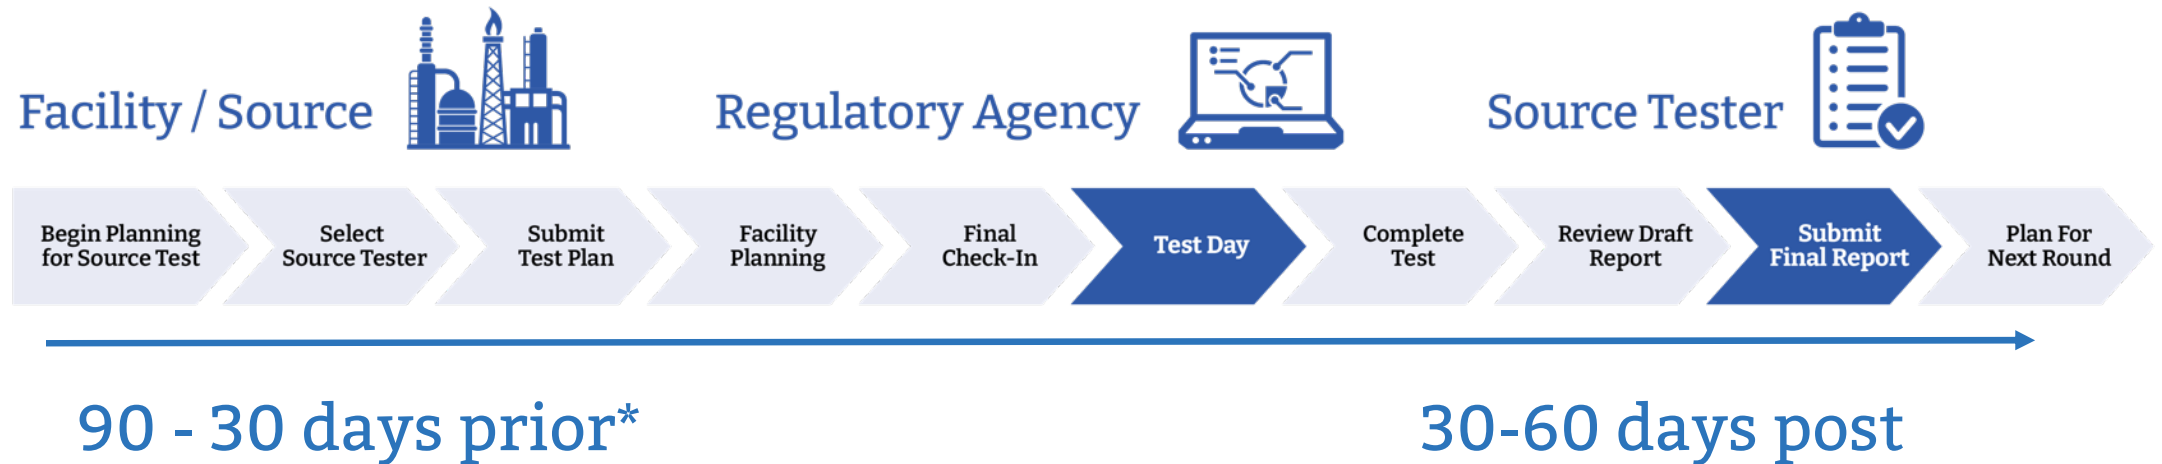 Facility / Source
Regulatory Agency
Source Tester
Begin Planning
for Source Test
Select
Source Tester
Submit
Test Plan
Facility
Planning
Final
Check-In
Test Day
Complete
Test
Review Draft
Report
Submit
Final Report
Plan For
Next Round
90 - 30 days prior*
30-60 days post